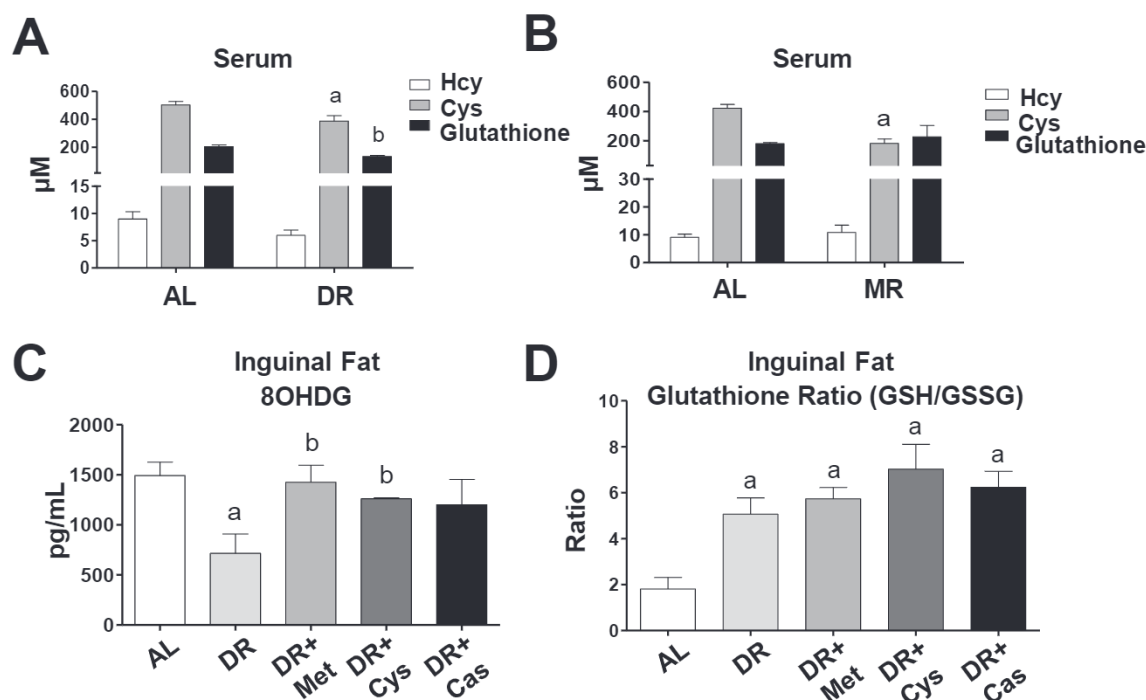 A
Serum
Hcy
Cys
Glutathione
600
400
200
15
10
5
0
µM
a
b
AL
DR
B
Serum
Hcy
Cys
Glutathione
600
400
200
30
20
10
0
µM
a
AL
MR
C
Inguinal Fat
8OHDG
2000
1500
1000
500
0
pg/mL
a
b
b
AL
DR
DR+
Met
DR+
Cys
DR+
Cas
D
Inguinal Fat
Glutathione Ratio (GSH/GSSG)
10
8
6
4
2
0
Ratio
a
a
a
a
AL
DR
DR+
Met
DR+
Cys
DR+
Cas